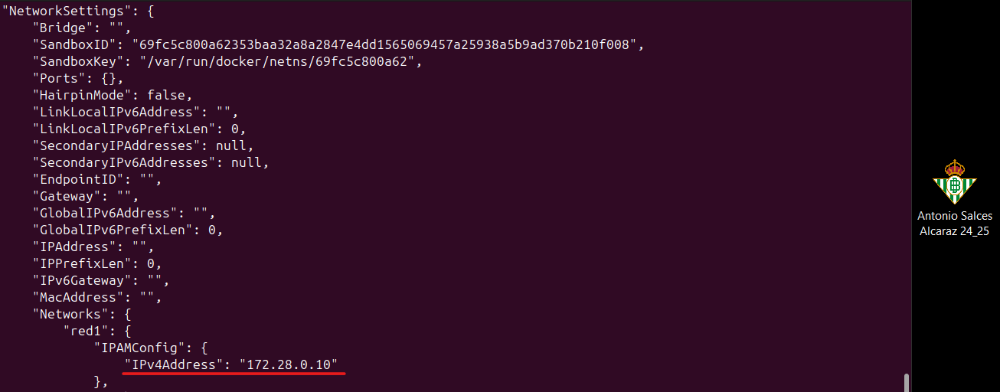 "NetworkSettings": {
"Bridge": "",
"SandboxID": "69fc5c800a62353baa32a8a2847e4dd1565069457a25938a5b9ad370b210f008",
"SandboxKey": "/var/run/docker/netns/69fc5c800a62",
"Ports": {},
"HairpinMode": false,
"LinkLocalIPv6Address": "",
"LinkLocalIPv6PrefixLen": 0,
"SecondaryIPAddresses": null,
"SecondaryIPv6Addresses": null,
"EndpointID": "",
"Gateway": "",
"GlobalIPv6Address": "",
"GlobalIPv6PrefixLen": 0,
"IPAddress": "",
"IPPrefixLen": 0,
"IPv6Gateway": "",
"MacAddress": "",
"Networks": {
"red1": {
"IPAMConfig": {
"IPv4Address": "172.28.0.10"
},
Antonio Salces
Alcaraz 24_25